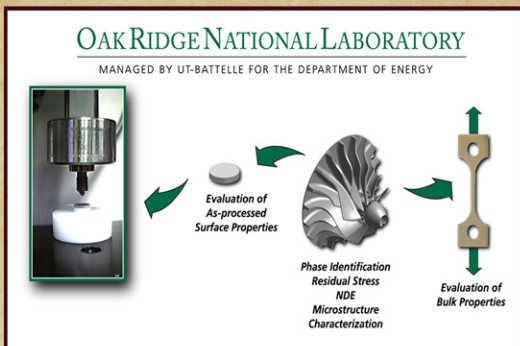 OAK RIDGE NATIONAL LABORATORY
MANAGED BY UT-BATTELLE FOR THE DEPARTMENT OF ENERGY
Evaluation of
As-processed
Surface Properties
Phase Identification
Residual Stress
NDE
Microstructure
Characterization
Evaluation of
Bulk Properties